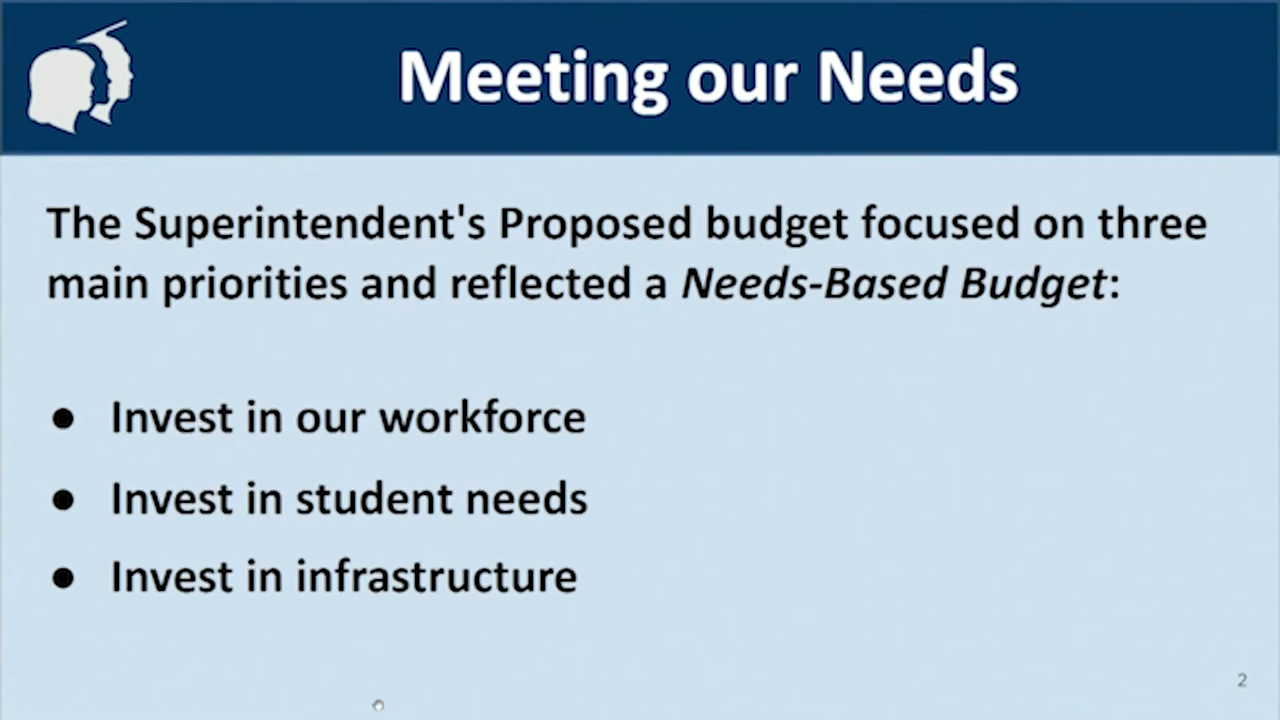 Meeting our Needs
The Superintendent's Proposed budget focused on three
main priorities and reflected a Needs-Based Budget:
● Invest in our workforce
● Invest in student needs
● Invest in infrastructure
2